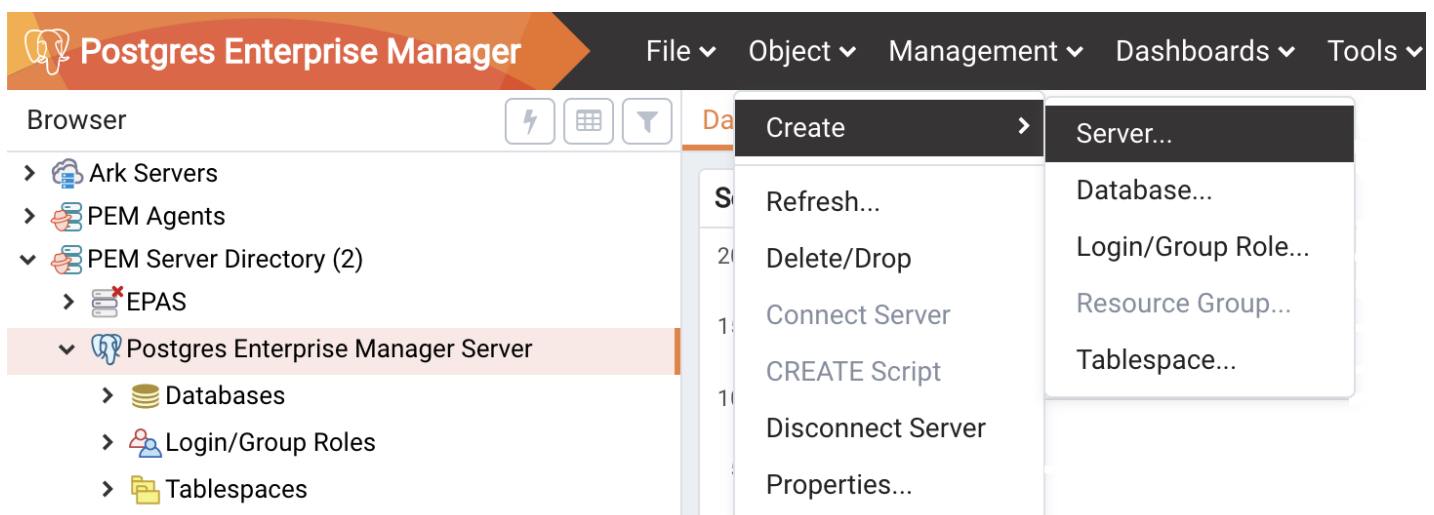 Postgres Enterprise Manager
File
Object
Management
Dashboards
Tools
Browser
Ark Servers
PEM Agents
PEM Server Directory (2)
EPAS
Postgres Enterprise Manager Server
Databases
Login/Group Roles
Tablespaces
Create
Refresh...
Delete/Drop
Connect Server
CREATE Script
Disconnect Server
Properties...
Server...
Database...
Login/Group Role...
Resource Group...
Tablespace...